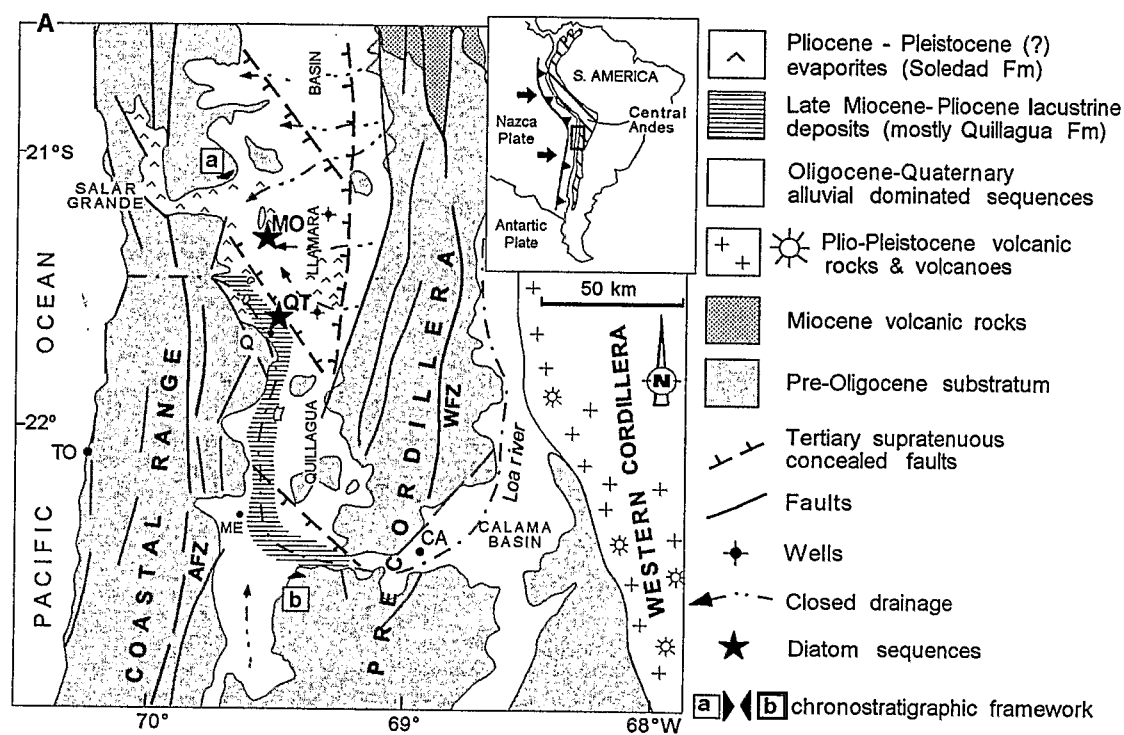 A
21°S
22°
70°
69°
68°W
PACIFIC OCEAN
SALAR
GRANDE
COASTAL RANGE
AFZ
TO
ME
Q
QT
MO
a
b
BASIN
LLAMARA
QUILLAGUA
PRECORDILLERA
WFZ
Loa river
CA
CALAMA
BASIN
WESTERN CORDILLERA
N
50 km
S. AMERICA
Nazca
Plate
Central
Andes
Antartic
Plate
Pliocene - Pleistocene (?)
evaporites (Soledad Fm)
Late Miocene-Pliocene lacustrine
deposits (mostly Quillagua Fm)
Oligocene-Quaternary
alluvial dominated sequences
Plio-Pleistocene volcanic
rocks & volcanoes
Miocene volcanic rocks
Pre-Oligocene substratum
Tertiary supratenuous
concealed faults
Faults
Wells
Closed drainage
Diatom sequences
a b chronostratigraphic framework